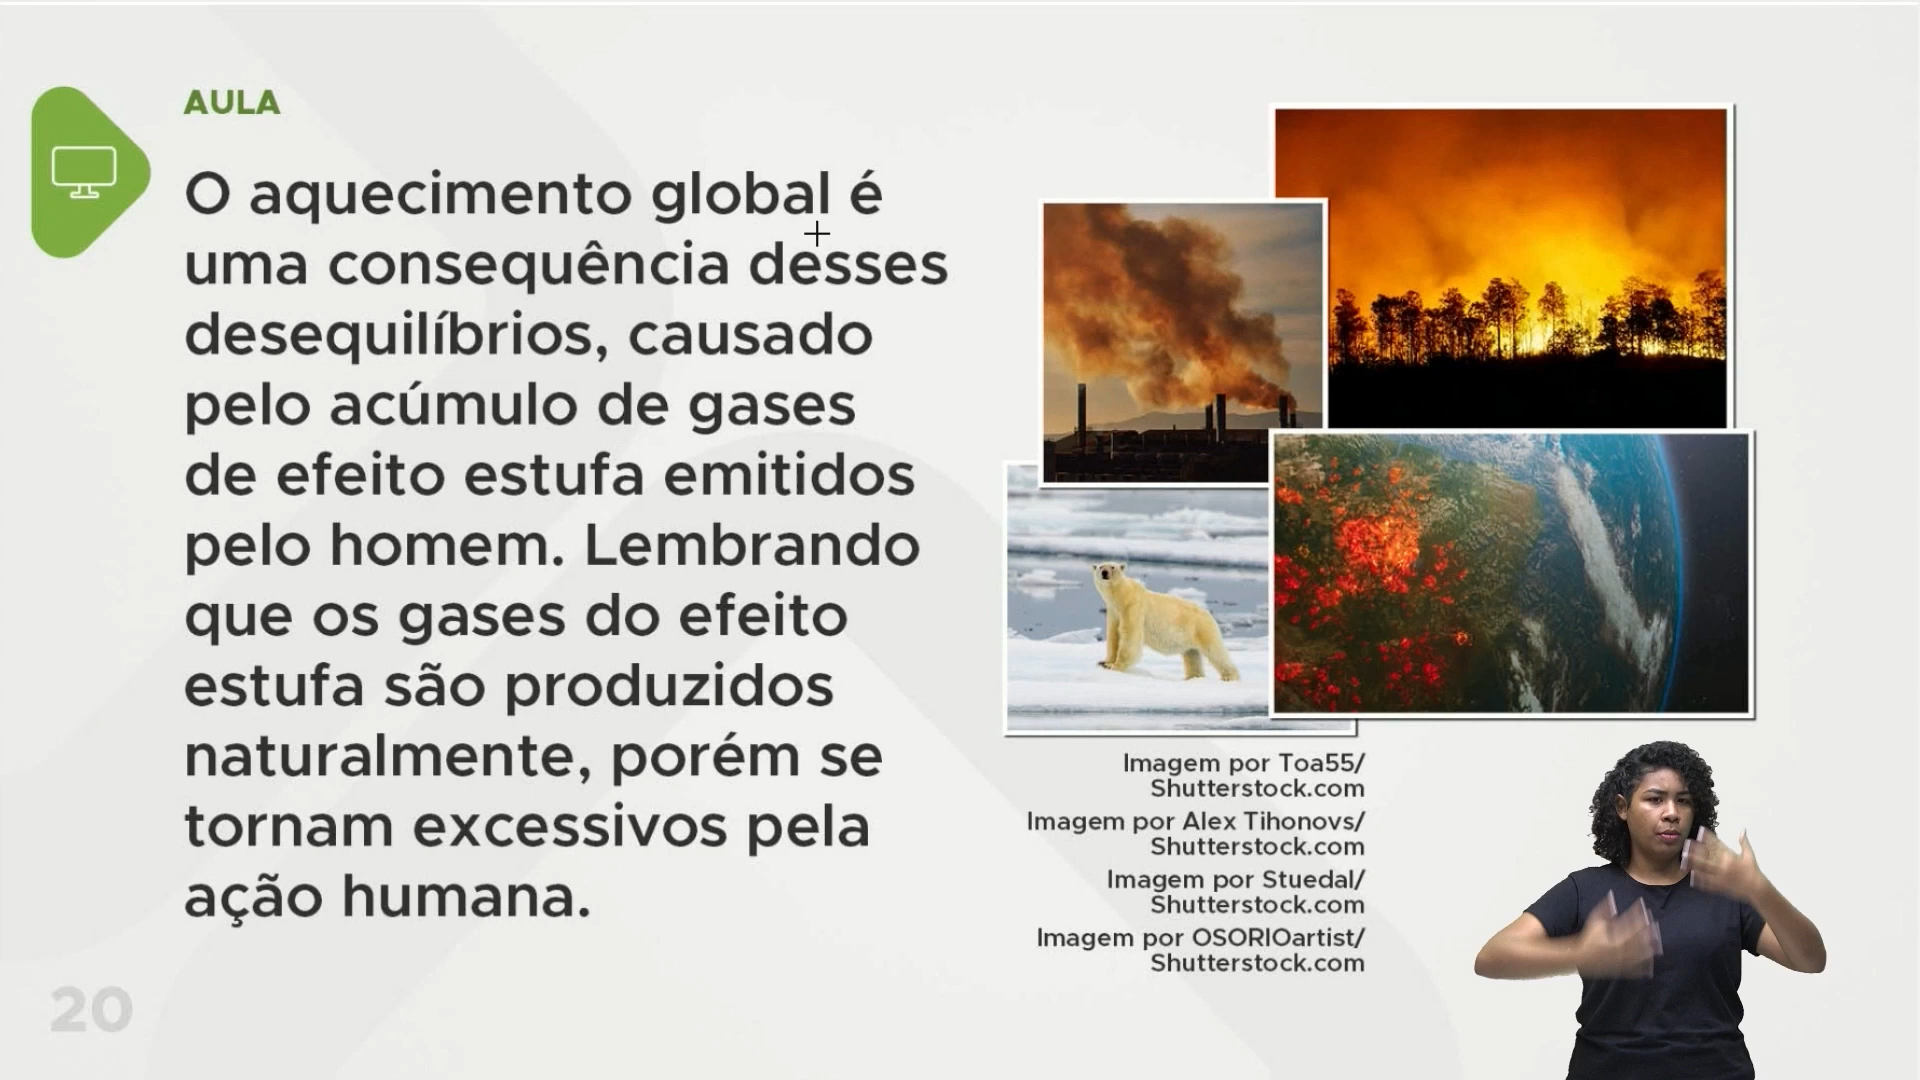 AULA
O aquecimento global é
uma consequência desses
desequilíbrios, causado
pelo acúmulo de gases
de efeito estufa emitidos
pelo homem. Lembrando
que os gases do efeito
estufa são produzidos
naturalmente, porém se
tornam excessivos pela
ação humana.
Imagem por Toa55/
Shutterstock.com
Imagem por Alex Tihonovs/
Shutterstock.com
Imagem por Stuedal/
Shutterstock.com
Imagem por OSORIOartist/
Shutterstock.com
20